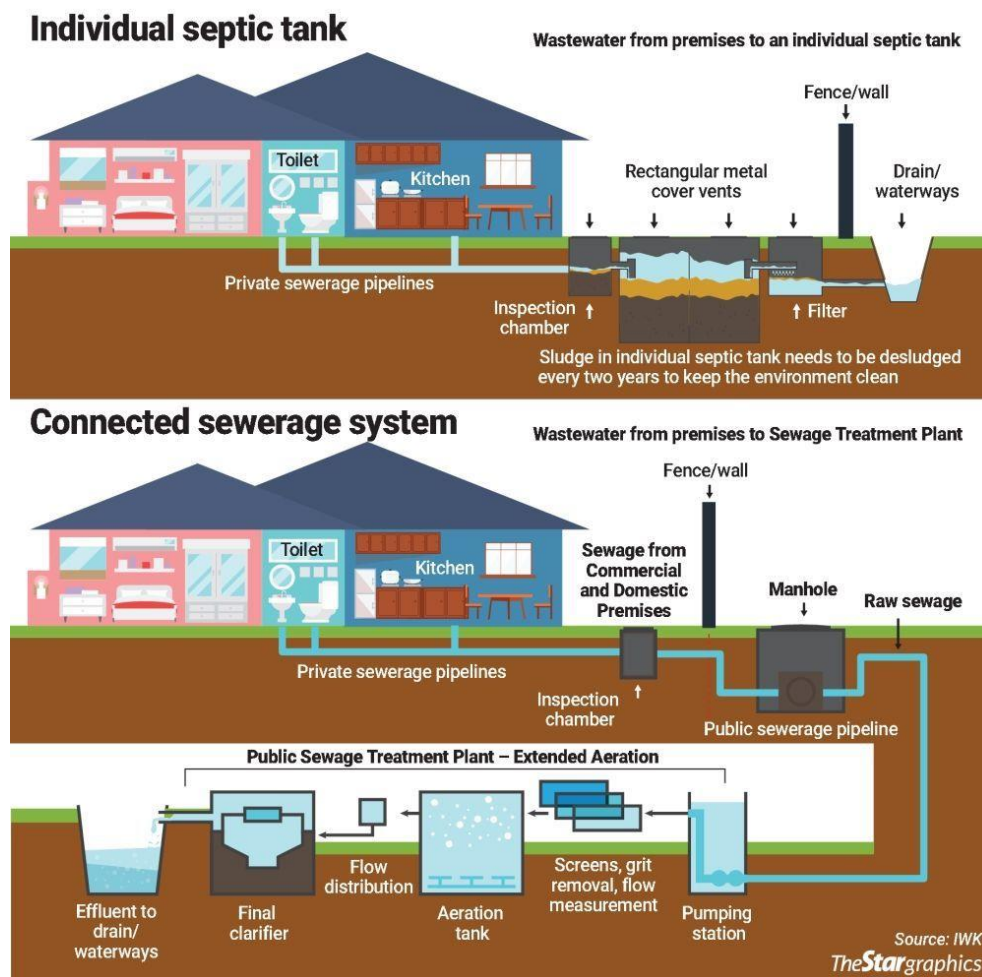 Individual septic tank
Wastewater from premises to an individual septic tank
Fence/wall
Toilet
Kitchen
Rectangular metal
cover vents
Drain/
waterways
Private sewerage pipelines
Inspection
chamber
Filter
Sludge in individual septic tank needs to be desludged
every two years to keep the environment clean
Connected sewerage system
Wastewater from premises to Sewage Treatment Plant
Fence/wall
Toilet
Kitchen
Sewage from
Commercial
and Domestic
Premises
Manhole
Raw sewage
Private sewerage pipelines
Inspection
chamber
Public sewerage pipeline
Public Sewage Treatment Plant – Extended Aeration
Effluent to
drain/
waterways
Final
clarifier
Flow
distribution
Aeration
tank
Screens, grit
removal, flow
measurement
Pumping
station
Source: IWK
TheStargraphics